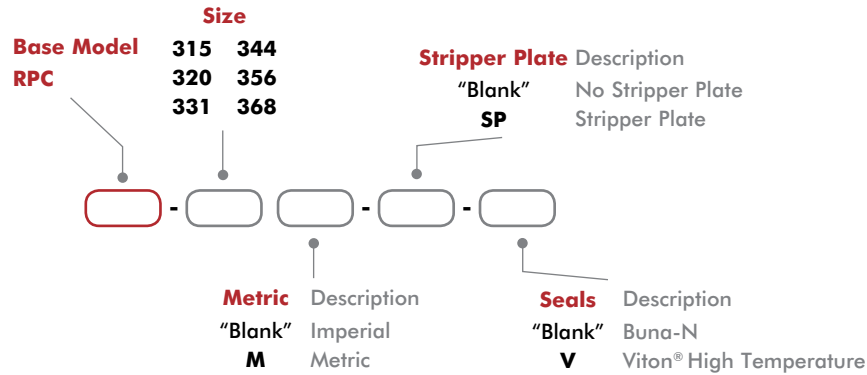 Size
Base Model
RPC
315 344
320 356
331 368
Stripper Plate Description
“Blank” No Stripper Plate
SP Stripper Plate
- - -
Metric Description
“Blank” Imperial
M Metric
Seals Description
“Blank” Buna-N
V Viton® High Temperature